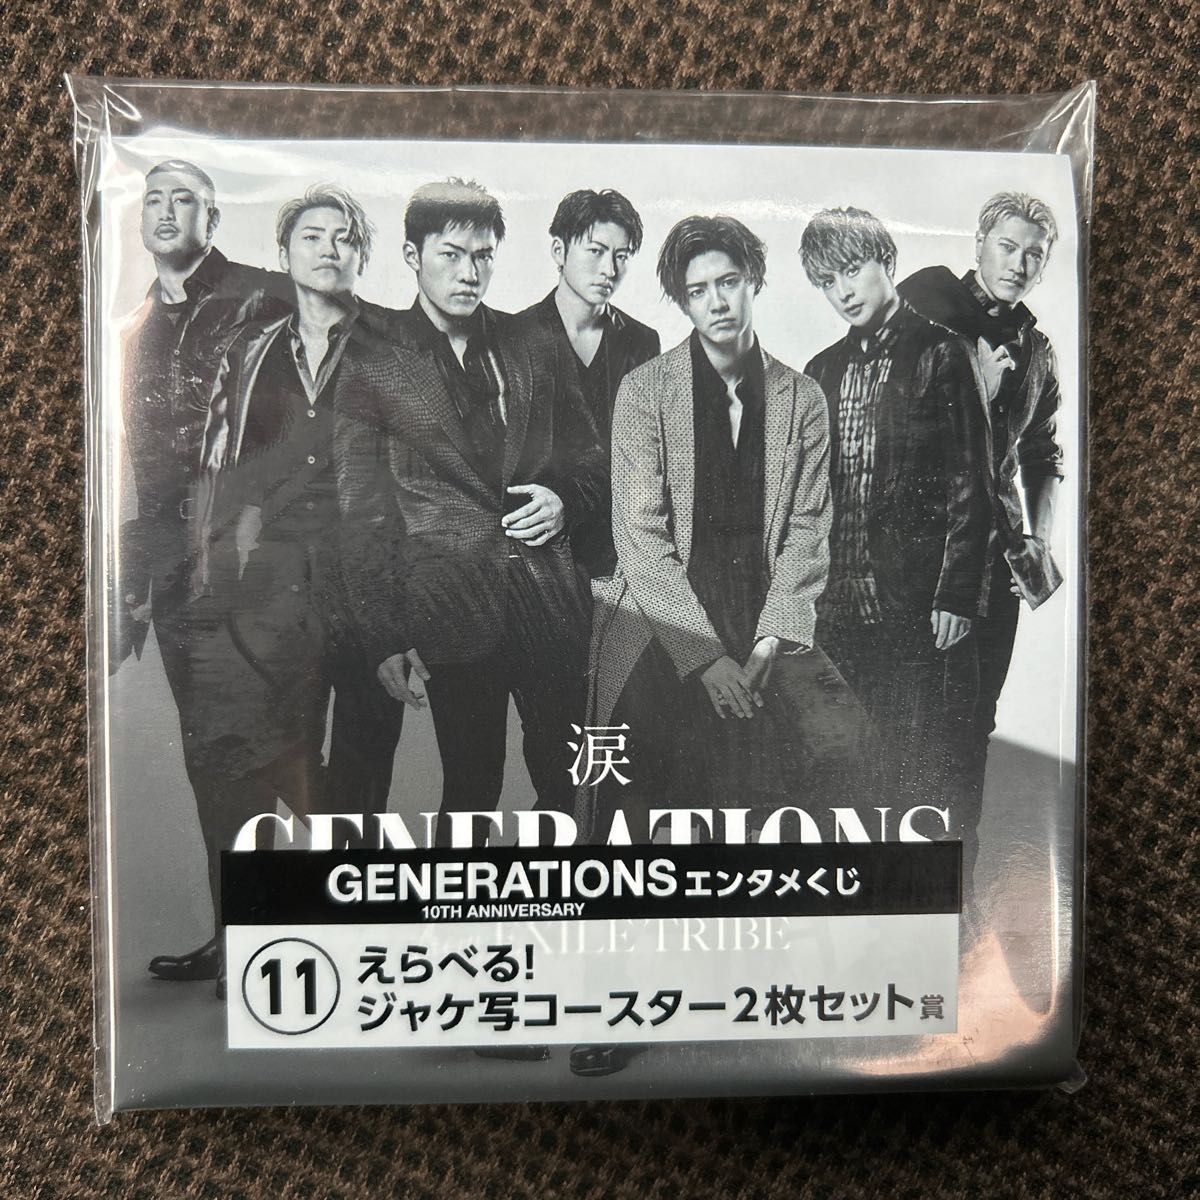 涙
GENERATIONS
GENERATIONSエンタメくじ
10TH ANNIVERSARY
EXILE TRIBE
11 えらべる!
ジャケ写コースター2枚セット賞